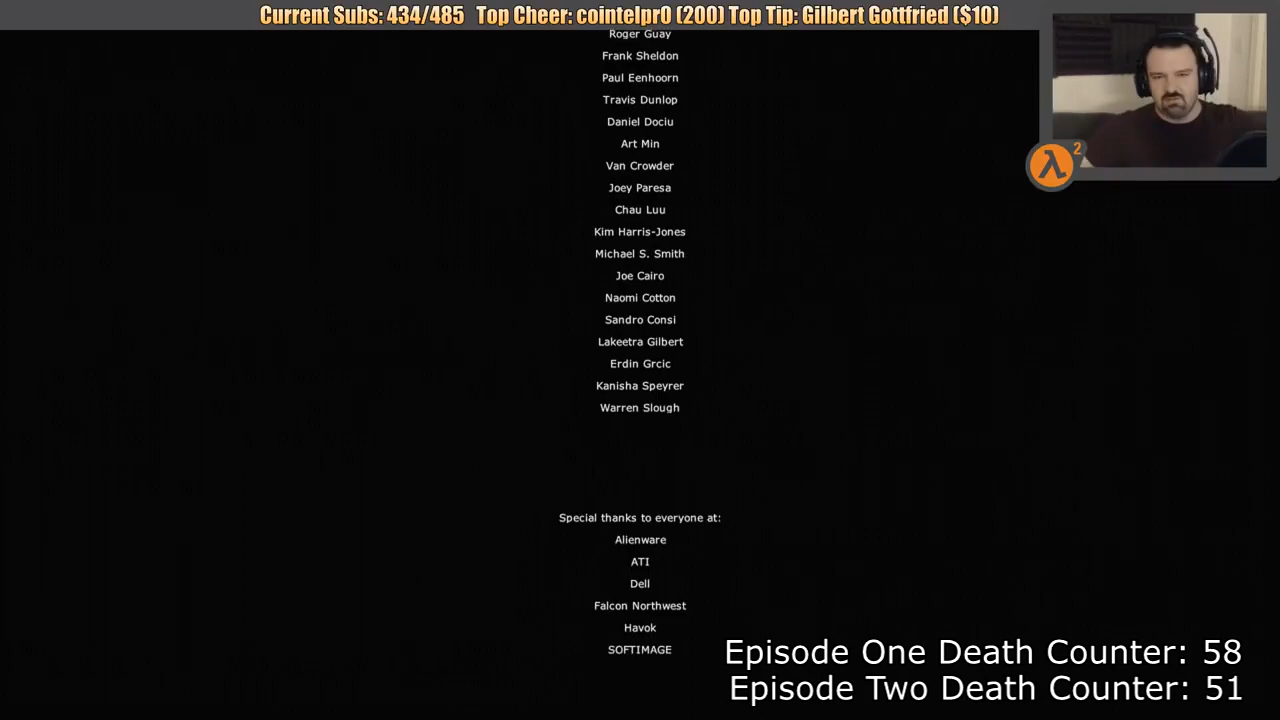 Current Subs: 434/485 Top Cheer: cointelpr0 (200) Top Tip: Gilbert Gottfried ($10)
Roger Guay
Frank Sheldon
Paul Eenhoorn
Travis Dunlop
Daniel Dociu
Art Min
Van Crowder
Joey Paresa
Chau Luu
Kim Harris-Jones
Michael S. Smith
Joe Cairo
Naomi Cotton
Sandro Consi
Lakeetra Gilbert
Erdin Grcic
Kanisha Speyrer
Warren Slough
λ2
Special thanks to everyone at:
Alienware
ATI
Dell
Falcon Northwest
Havok
SOFTIMAGE
Episode One Death Counter: 58
Episode Two Death Counter: 51